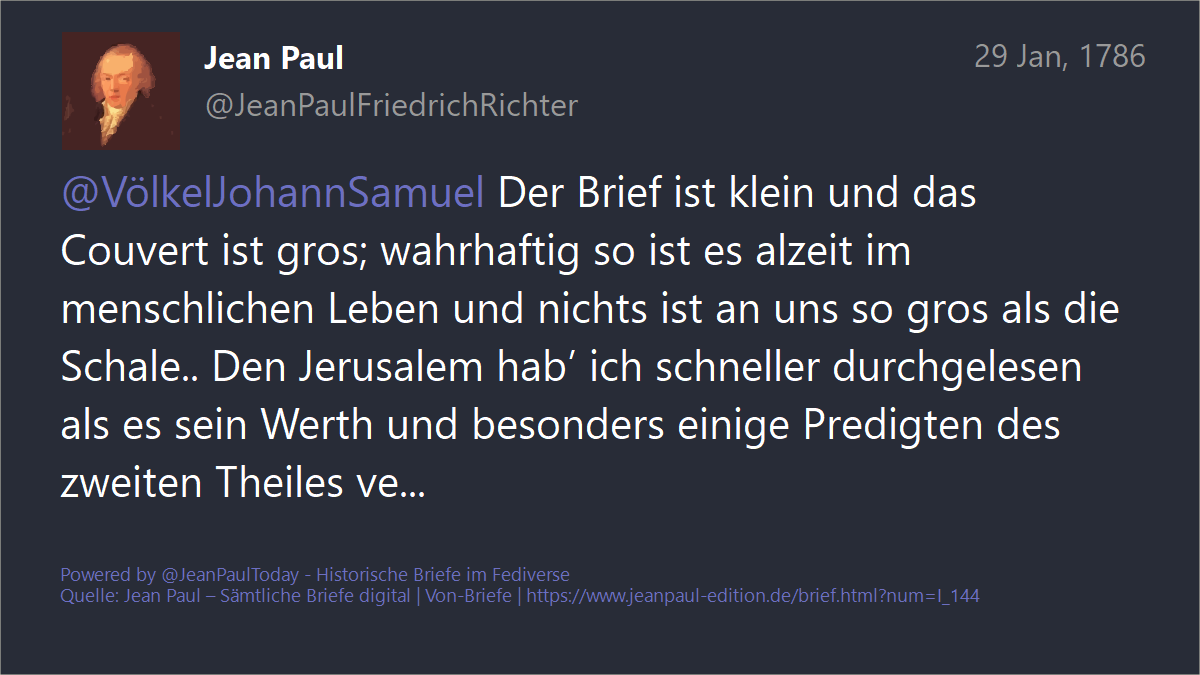 Jean Paul
29 Jan, 1786
@JeanPaulFriedrichRichter
@VölkelJohannSamuel Der Brief ist klein und das
Couvert ist gros; wahrhaftig so ist es alzeit im
menschlichen Leben und nichts ist an uns so gros als die
Schale.. Den Jerusalem hab’ ich schneller durchgelesen
als es sein Werth und besonders einige Predigten des
zweiten Theiles ve...
Powered by @JeanPaulToday - Historische Briefe im Fediverse
Quelle: Jean Paul – Sämtliche Briefe digital | Von-Briefe | https://www.jeanpaul-edition.de/brief.html?num=I_144